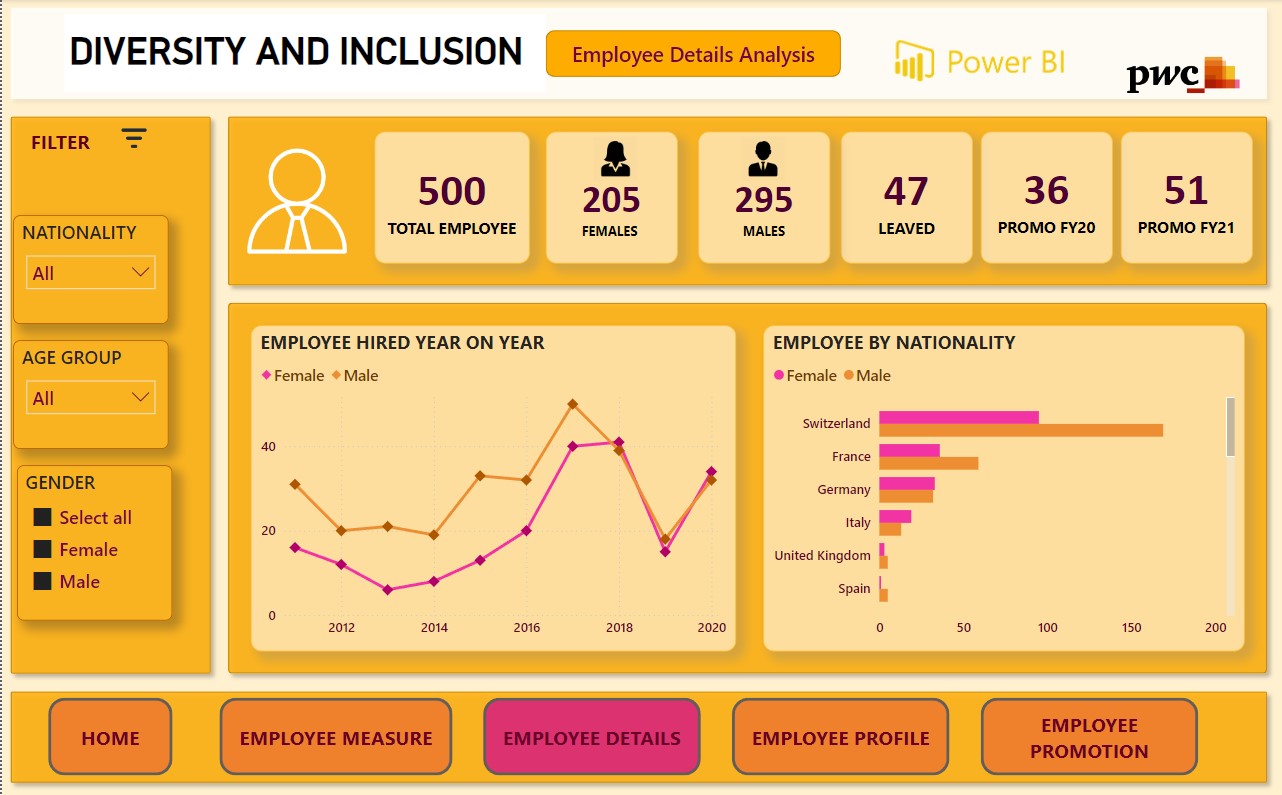 DIVERSITY AND INCLUSION
Employee Details Analysis
Power BI
pwc
FILTER
NATIONALITY
All
AGE GROUP
All
GENDER
Select all
Female
Male
500
TOTAL EMPLOYEE
205
FEMALES
295
MALES
47
LEAVED
36
PROMO FY20
51
PROMO FY21
EMPLOYEE HIRED YEAR ON YEAR
Female Male
40
20
0
2012 2014 2016 2018 2020
EMPLOYEE BY NATIONALITY
Female Male
Switzerland
France
Germany
Italy
United Kingdom
Spain
0 50 100 150 200
HOME
EMPLOYEE MEASURE
EMPLOYEE DETAILS
EMPLOYEE PROFILE
EMPLOYEE
PROMOTION